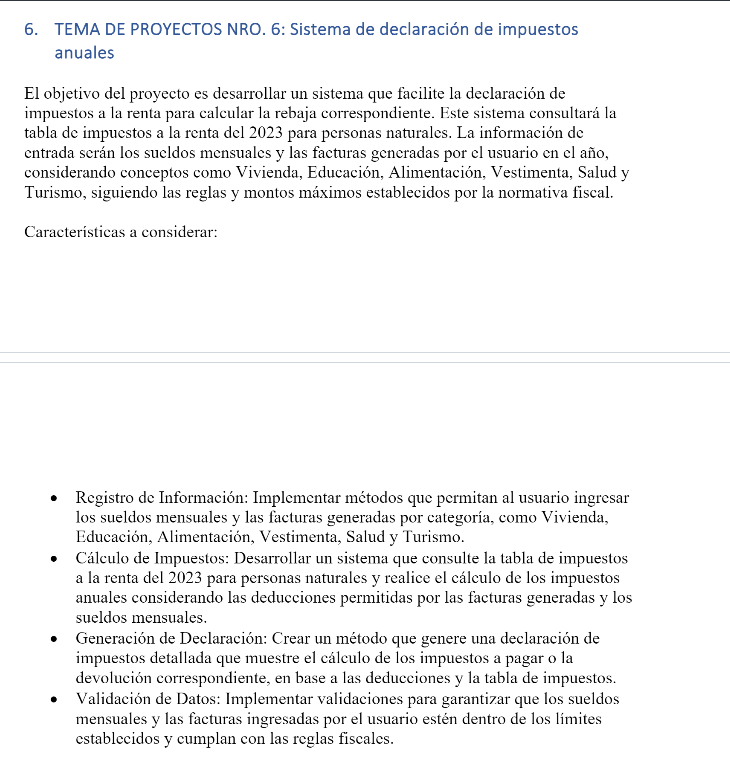 6. TEMA DE PROYECTOS NRO. 6: Sistema de declaración de impuestos
anuales
El objetivo del proyecto es desarrollar un sistema que facilite la declaración de
impuestos a la renta para calcular la rebaja correspondiente. Este sistema consultará la
tabla de impuestos a la renta del 2023 para personas naturales. La información de
entrada serán los sueldos mensuales y las facturas generadas por el usuario en el año,
considerando conceptos como Vivienda, Educación, Alimentación, Vestimenta, Salud y
Turismo, siguiendo las reglas y montos máximos establecidos por la normativa fiscal.
Características a considerar:
• Registro de Información: Implementar métodos que permitan al usuario ingresar
los sueldos mensuales y las facturas generadas por categoría, como Vivienda,
Educación, Alimentación, Vestimenta, Salud y Turismo.
• Cálculo de Impuestos: Desarrollar un sistema que consulte la tabla de impuestos
a la renta del 2023 para personas naturales y realice el cálculo de los impuestos
anuales considerando las deducciones permitidas por las facturas generadas y los
sueldos mensuales.
• Generación de Declaración: Crear un método que genere una declaración de
impuestos detallada que muestre el cálculo de los impuestos a pagar o la
devolución correspondiente, en base a las deducciones y la tabla de impuestos.
• Validación de Datos: Implementar validaciones para garantizar que los sueldos
mensuales y las facturas ingresadas por el usuario estén dentro de los límites
establecidos y cumplan con las reglas fiscales.